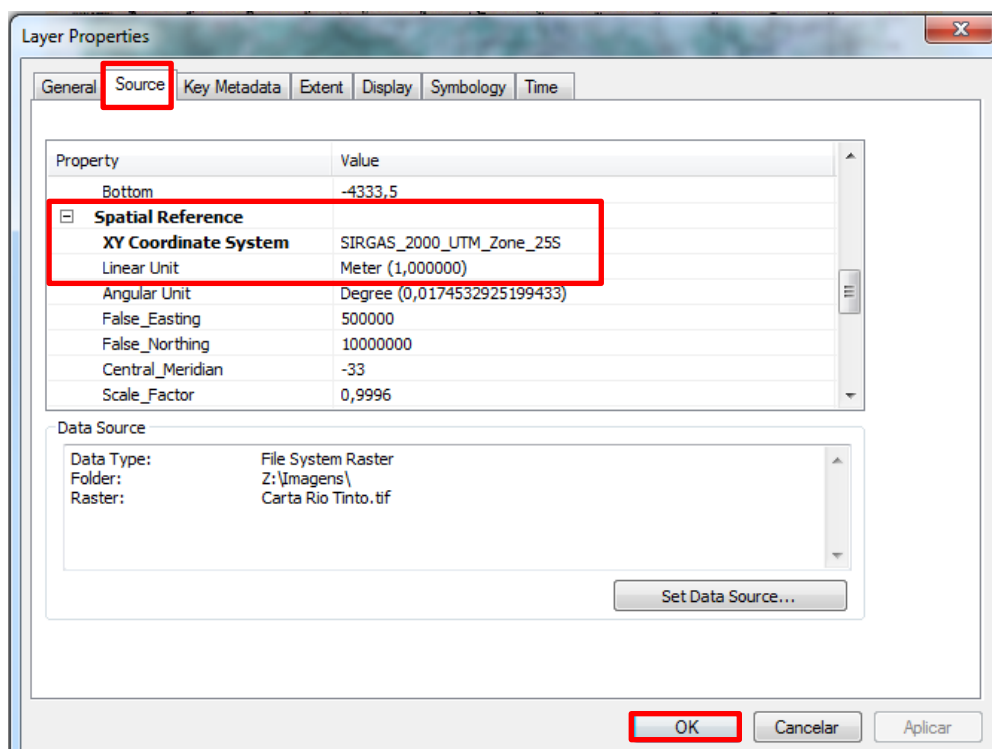 Layer Properties
General Source Key Metadata Extent Display Symbology Time
Property Value
Bottom -4333,5
Spatial Reference
XY Coordinate System SIRGAS_2000_UTM_Zone_25S
Linear Unit Meter (1,000000)
Angular Unit Degree (0,0174532925199433)
False_Easting 500000
False_Northing 10000000
Central_Meridian -33
Scale_Factor 0,9996
Data Source
Data Type: File System Raster
Folder: Z:\Imagens\
Raster: Carta Rio Tinto.tif
Set Data Source...
OK Cancelar Aplicar